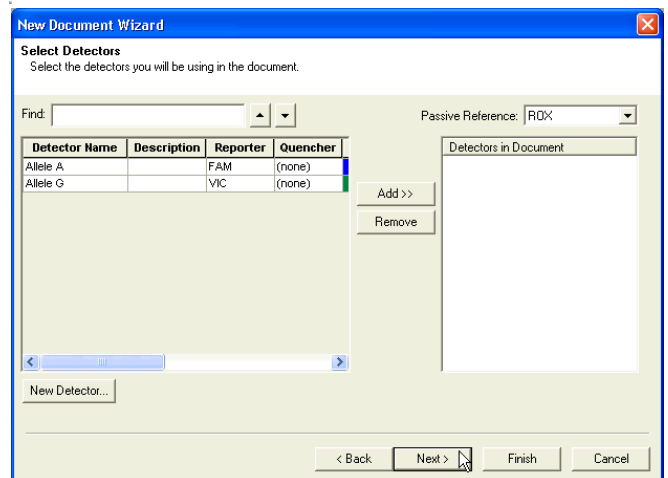 New Document Wizard
Select Detectors
Select the detectors you will be using in the document.
Find:
Passive Reference: ROX
Detector Name Description Reporter Quencher
Allele A FAM (none)
Allele G VIC (none)
Detectors in Document
Add >>
Remove
New Detector...
< Back Next > Finish Cancel